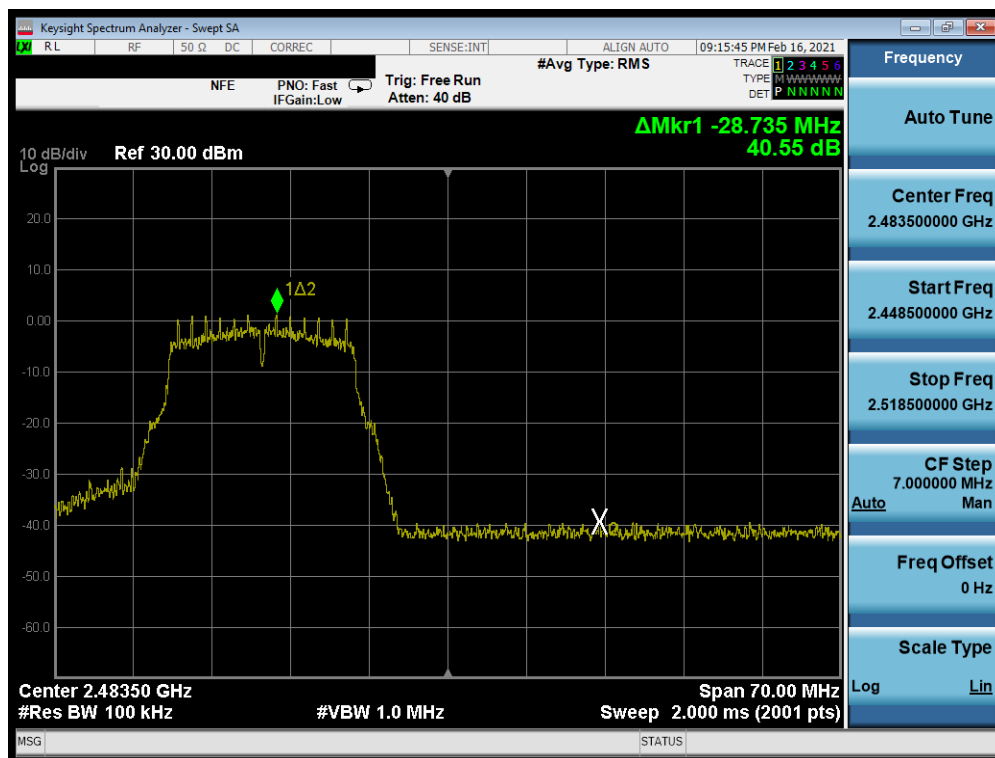 Keysight Spectrum Analyzer - Swept SA
LXI RL RF 50 Ω DC CORREC SENSE:INT ALIGN AUTO 09:15:45 PM Feb 16, 2021
#Avg Type: RMS TRACE 1 2 3 4 5 6
NFE PNO: Fast Trig: Free Run TYPE M WWWWW
IFGain:Low Atten: 40 dB DET P N N N N N
ΔMkr1 -28.735 MHz
10 dB/div Ref 30.00 dBm 40.55 dB
Log
20.0
10.0
1Δ2
0.00
-10.0
-20.0
-30.0
-40.0
X 2
-50.0
-60.0
Center 2.48350 GHz Span 70.00 MHz
#Res BW 100 kHz #VBW 1.0 MHz Sweep 2.000 ms (2001 pts)
MSG STATUS
Frequency
Auto Tune
Center Freq
2.483500000 GHz
Start Freq
2.448500000 GHz
Stop Freq
2.518500000 GHz
CF Step
7.000000 MHz
Auto Man
Freq Offset
0 Hz
Scale Type
Log Lin